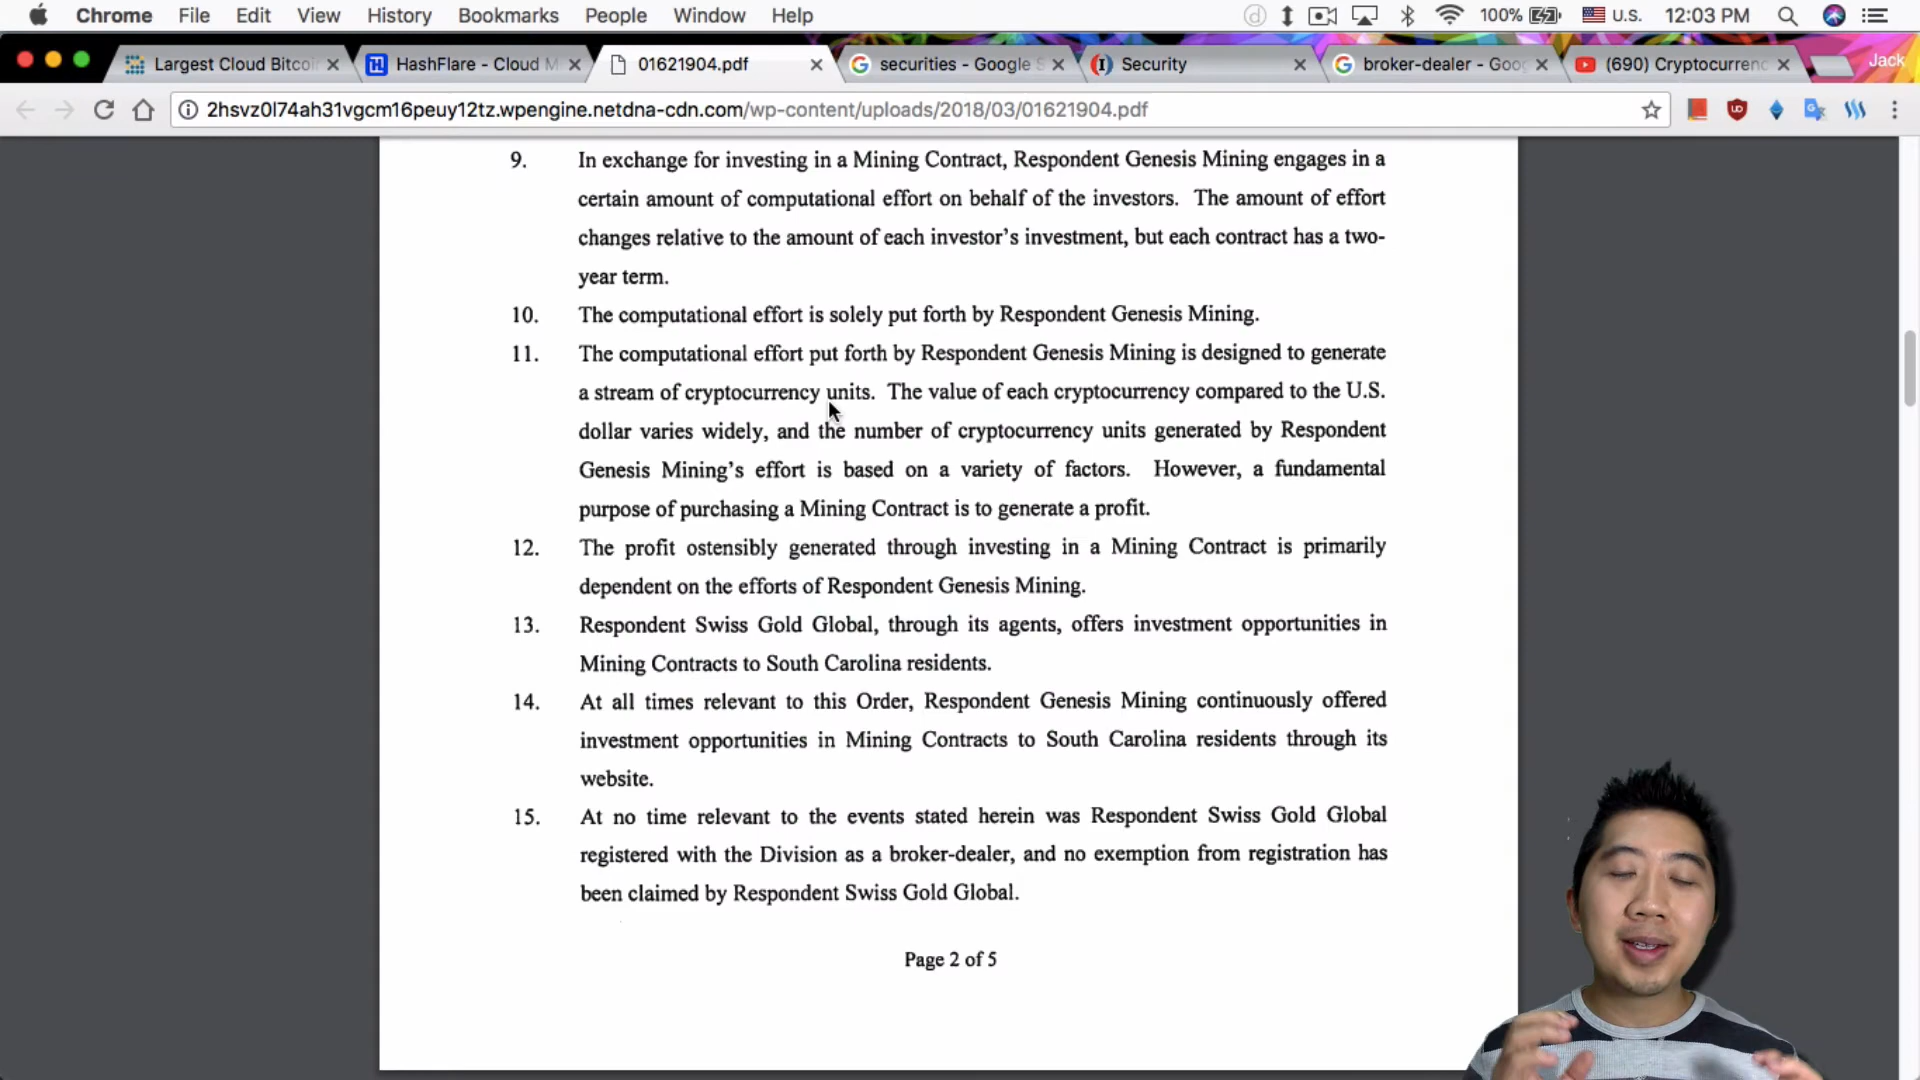 Chrome File Edit View History Bookmarks People Window Help 100% U.S. 12:03 PM
Largest Cloud Bitcoi HashFlare - Cloud M 01621904.pdf securities - Google S Security broker-dealer - Goog (690) Cryptocurrenc Jack
2hsvz0l74ah31vgcm16peuy12tz.wpengine.netdna-cdn.com/wp-content/uploads/2018/03/01621904.pdf
9. In exchange for investing in a Mining Contract, Respondent Genesis Mining engages in a
certain amount of computational effort on behalf of the investors. The amount of effort
changes relative to the amount of each investor's investment, but each contract has a two-
year term.
10. The computational effort is solely put forth by Respondent Genesis Mining.
11. The computational effort put forth by Respondent Genesis Mining is designed to generate
a stream of cryptocurrency units. The value of each cryptocurrency compared to the U.S.
dollar varies widely, and the number of cryptocurrency units generated by Respondent
Genesis Mining's effort is based on a variety of factors. However, a fundamental
purpose of purchasing a Mining Contract is to generate a profit.
12. The profit ostensibly generated through investing in a Mining Contract is primarily
dependent on the efforts of Respondent Genesis Mining.
13. Respondent Swiss Gold Global, through its agents, offers investment opportunities in
Mining Contracts to South Carolina residents.
14. At all times relevant to this Order, Respondent Genesis Mining continuously offered
investment opportunities in Mining Contracts to South Carolina residents through its
website.
15. At no time relevant to the events stated herein was Respondent Swiss Gold Global
registered with the Division as a broker-dealer, and no exemption from registration has
been claimed by Respondent Swiss Gold Global.
Page 2 of 5